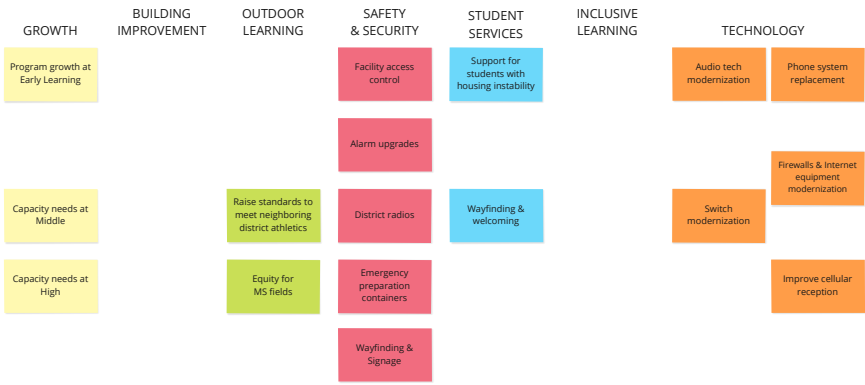 GROWTH
BUILDING
IMPROVEMENT
OUTDOOR
LEARNING
SAFETY
& SECURITY
STUDENT
SERVICES
INCLUSIVE
LEARNING
TECHNOLOGY
Program growth at
Early Learning
Facility access
control
Support for
students with
housing instability
Audio tech
modernization
Phone system
replacement
Alarm upgrades
Firewalls & Internet
equipment
modernization
Capacity needs at
Middle
Raise standards to
meet neighboring
district athletics
District radios
Wayfinding &
welcoming
Switch
modernization
Capacity needs at
High
Equity for
MS fields
Emergency
preparation
containers
Improve cellular
reception
Wayfinding &
Signage